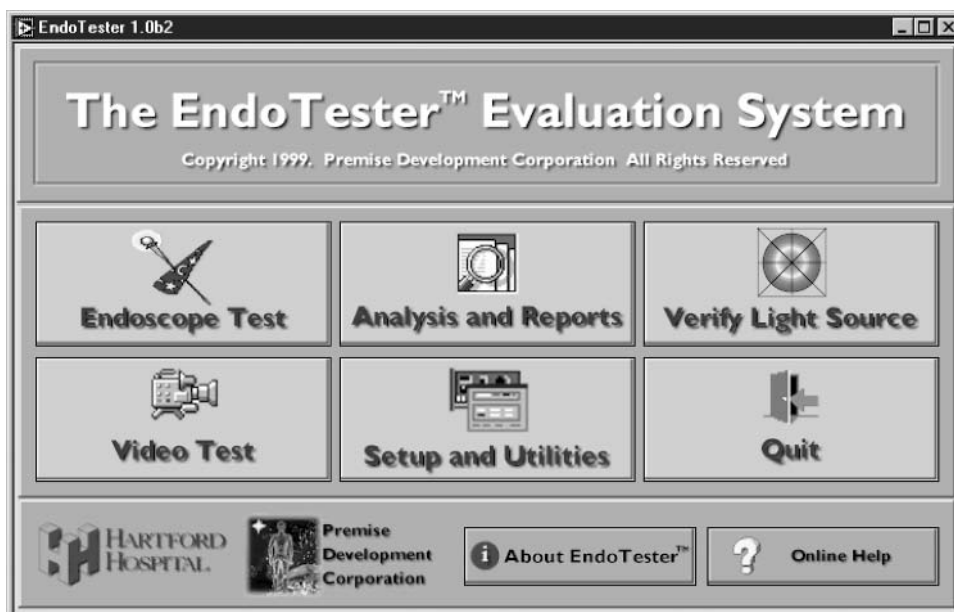 EndoTester 1.0b2
The EndoTester™ Evaluation System
Copyright 1999. Premise Development Corporation All Rights Reserved
Endoscope Test
Analysis and Reports
Verify Light Source
Video Test
Setup and Utilities
Quit
HARTFORD
HOSPITAL
Premise
Development
Corporation
About EndoTester™
Online Help